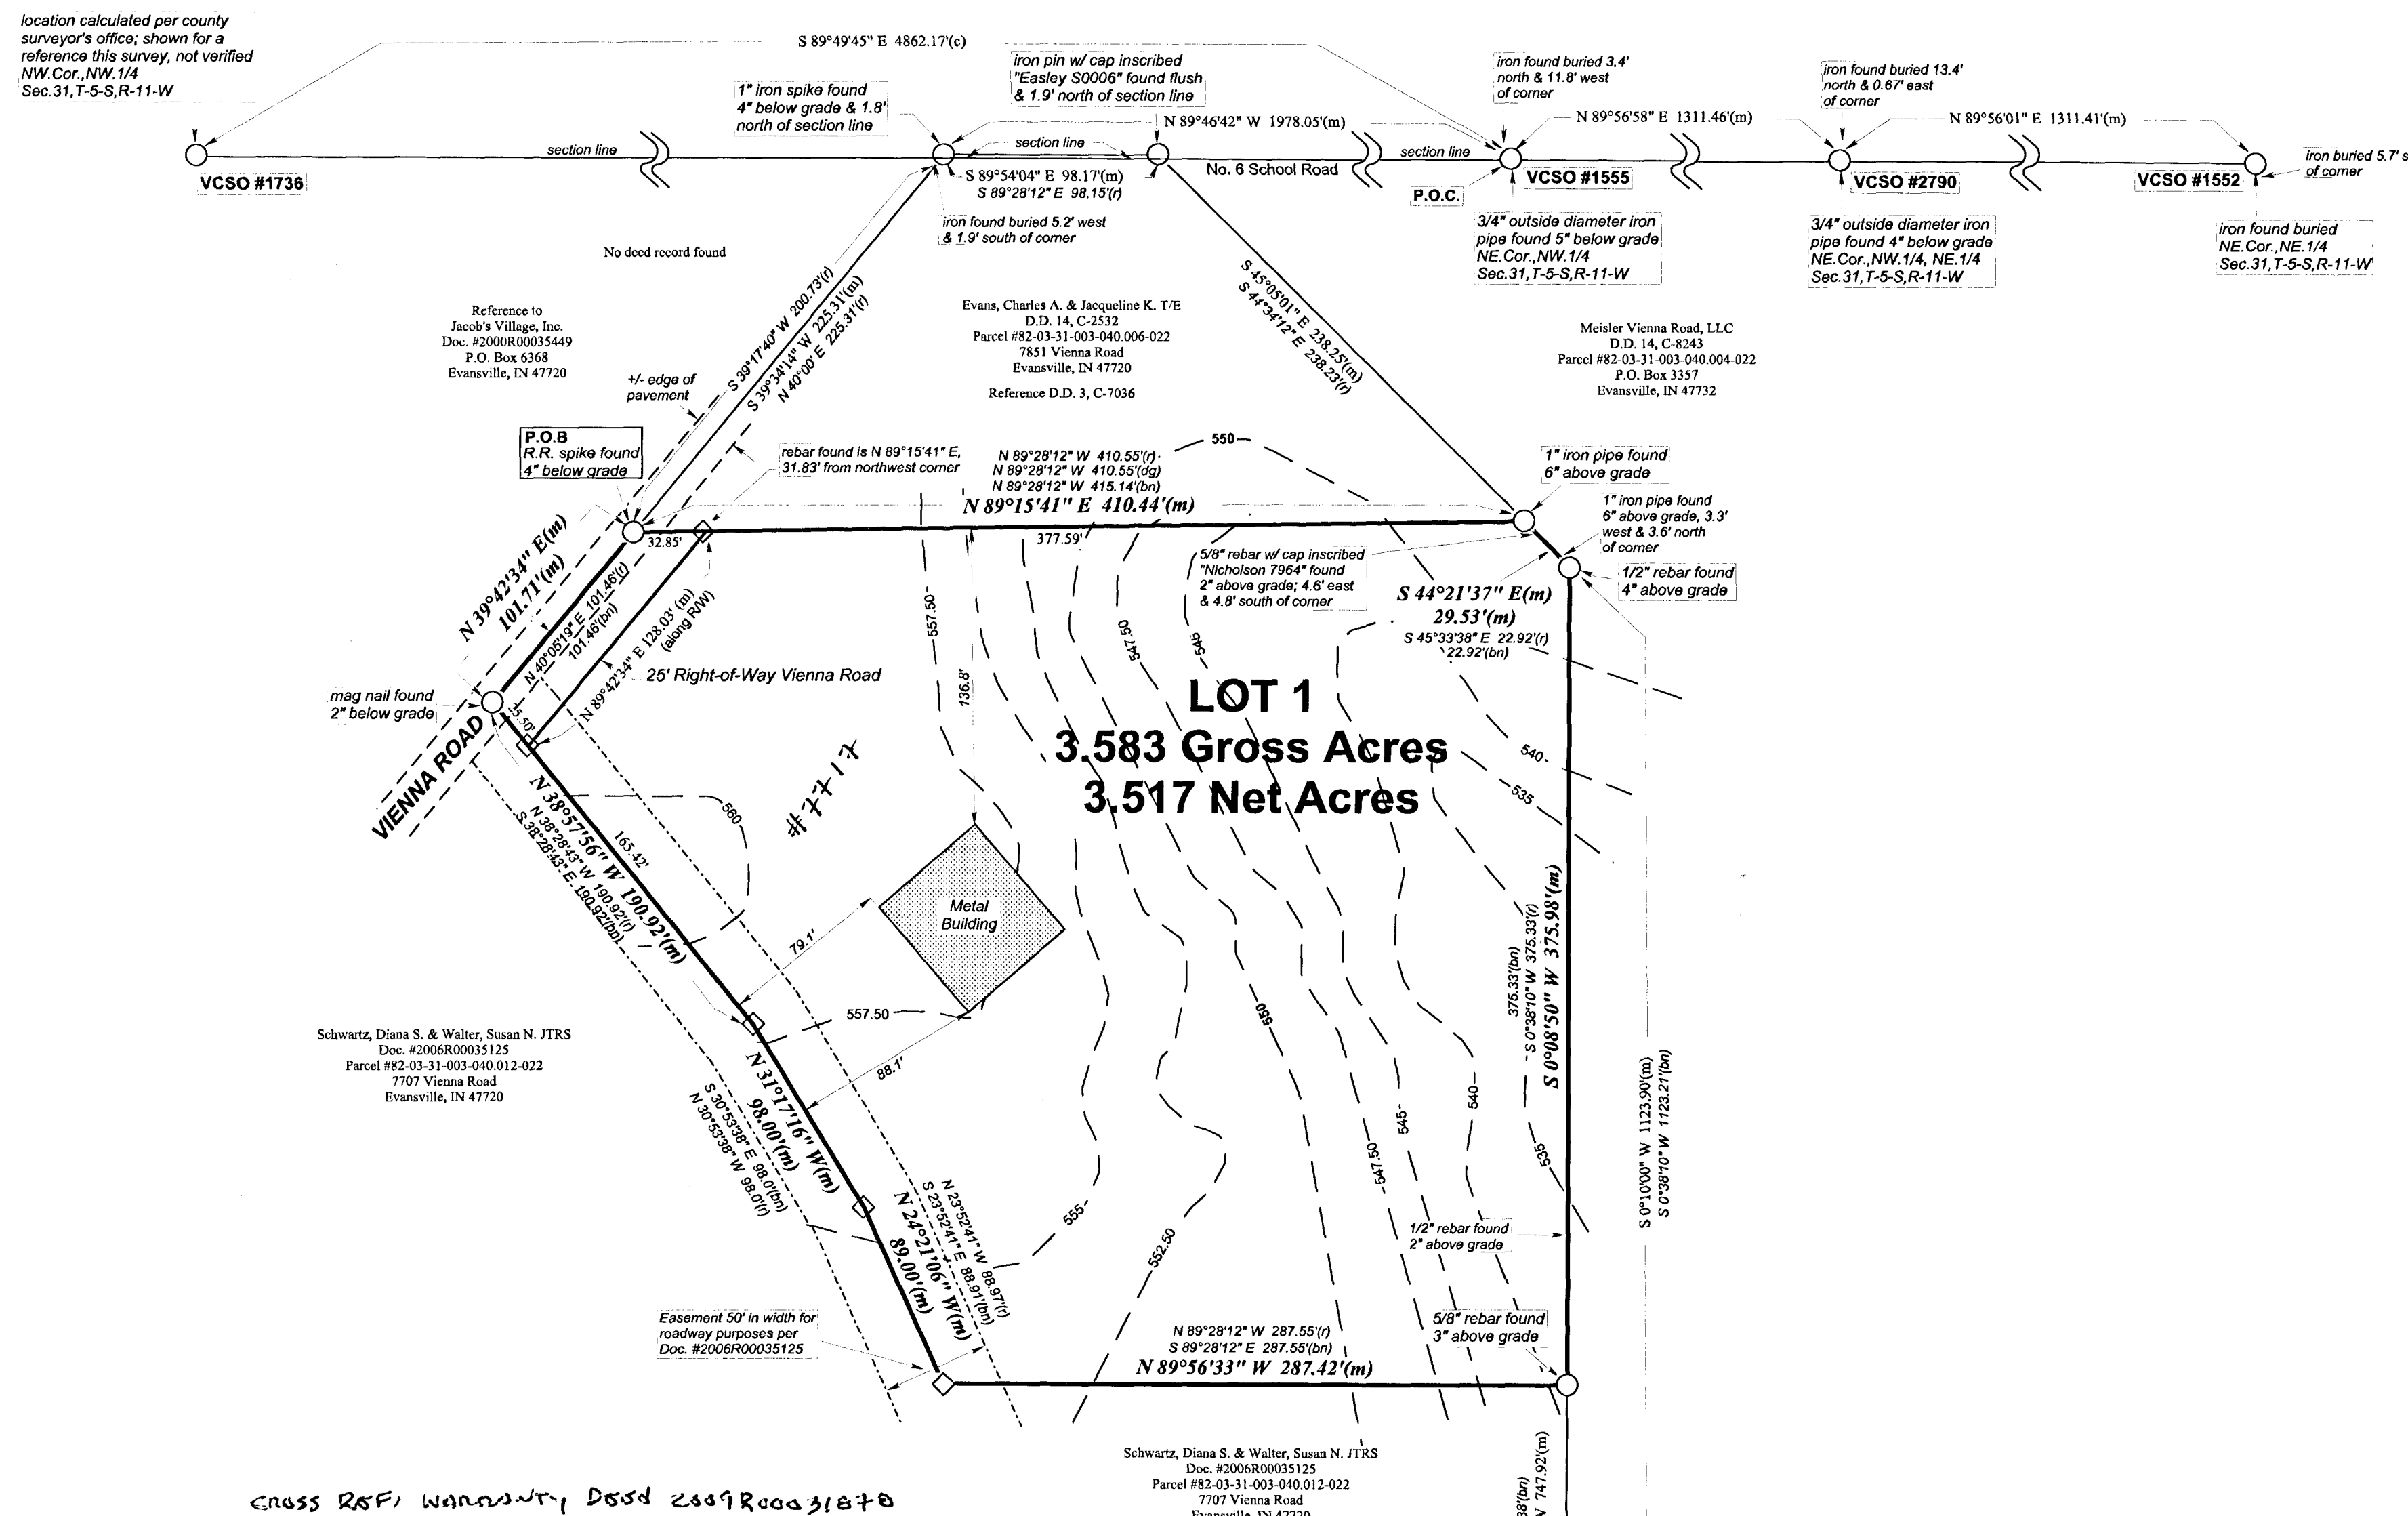 location calculated per county
surveyor's office; shown for a
reference this survey, not verified
NW.Cor.,NW.1/4
Sec.31,T-5-S,R-11-W
S 89°49'45" E 4862.17'(c)
1" iron spike found
4" below grade & 1.8'
north of section line
iron pin w/ cap inscribed
"Easley S0006" found flush
& 1.9' north of section line
iron found buried 3.4'
north & 11.8' west
of corner
iron found buried 13.4'
north & 0.67' east
of corner
N 89°46'42" W 1978.05'(m)
N 89°56'58" E 1311.46'(m)
N 89°56'01" E 1311.41'(m)
section line
section line
section line
VCSO #1736
S 89°54'04" E 98.17'(m)
S 89°28'12" E 98.15'(r)
No. 6 School Road
P.O.C.
VCSO #1555
VCSO #2790
VCSO #1552
iron buried 5.7' s
of corner
iron found buried 5.2' west
& 1.9' south of corner
3/4" outside diameter iron
pipe found 5" below grade
NE.Cor.,NW.1/4
Sec.31,T-5-S,R-11-W
3/4" outside diameter iron
pipe found 4" below grade
NE.Cor.,NW.1/4, NE.1/4
Sec.31,T-5-S,R-11-W
iron found buried
NE.Cor.,NE.1/4
Sec.31,T-5-S,R-11-W
No deed record found
Reference to
Jacob's Village, Inc.
Doc. #2000R00035449
P.O. Box 6368
Evansville, IN 47720
S 39°17'40" W 200.73'(r)
S 39°34'14" W 225.31'(m)
N 40°00' E 225.31'(r)
Evans, Charles A. & Jacqueline K. T/E
D.D. 14, C-2532
Parcel #82-03-31-003-040.006-022
7851 Vienna Road
Evansville, IN 47720
Reference D.D. 3, C-7036
S 45°05'01" E 238.25'(m)
S 44°34'12" E 238.23'(r)
Meisler Vienna Road, LLC
D.D. 14, C-8243
Parcel #82-03-31-003-040.004-022
P.O. Box 3357
Evansville, IN 47732
+/- edge of
pavement
P.O.B
R.R. spike found
4" below grade
rebar found is N 89°15'41" E,
31.83' from northwest corner
N 89°28'12" W 410.55'(r)
N 89°28'12" W 410.55'(dg)
N 89°28'12" W 415.14'(bn)
N 89°15'41" E 410.44'(m)
550
1" iron pipe found
6" above grade
1" iron pipe found
6" above grade, 3.3'
west & 3.6' north
of corner
32.85'
377.59'
5/8" rebar w/ cap inscribed
"Nicholson 7964" found
2" above grade; 4.6' east
& 4.8' south of corner
1/2" rebar found
4" above grade
S 44°21'37" E(m)
29.53'(m)
S 45°33'38" E 22.92'(r)
22.92'(bn)
N 39°42'34" E(m)
101.71'(m)
N 40°05'19" E 101.46'(r)
101.46'(bn)
N 89°42'34" E 128.03' (m)
(along R/W)
25' Right-of-Way Vienna Road
557.50
547.50
545
136.8'
mag nail found
2" below grade
25.50'
VIENNA ROAD
LOT 1
3.583 Gross Acres
3.517 Net Acres
540
535
#7717
560
N 38°57'56" W 190.92'(m)
N 38°28'43" W 190.92'(r)
S 38°28'43" E 190.92'(bn)
165.42'
Metal
Building
79.1'
557.50
88.1'
550
375.33'(bn)
S 0°38'10" W 375.33'(r)
S 0°08'50" W 375.98'(m)
S 0°10'00" W 1123.90'(m)
S 0°38'10" W 1123.21'(bn)
Schwartz, Diana S. & Walter, Susan N. JTRS
Doc. #2006R00035125
Parcel #82-03-31-003-040.012-022
7707 Vienna Road
Evansville, IN 47720
N 31°17'16" W(m)
98.00'(m)
S 30°53'38" E 98.0'(bn)
N 30°53'38" W 98.0'(r)
540
545
547.50
535
N 23°52'41" W 88.97'(r)
S 23°52'41" E 88.91'(bn)
N 24°21'06" W(m)
89.00'(m)
555
552.50
1/2" rebar found
2" above grade
Easement 50' in width for
roadway purposes per
Doc. #2006R00035125
5/8" rebar found
3" above grade
N 89°28'12" W 287.55'(r)
S 89°28'12" E 287.55'(bn)
N 89°56'33" W 287.42'(m)
Schwartz, Diana S. & Walter, Susan N. JTRS
Doc. #2006R00035125
Parcel #82-03-31-003-040.012-022
7707 Vienna Road
Evansville, IN 47720
38'(bn)
W 747.92'(m)
CROSS REF, WARRANTY DEED 2009R00031878